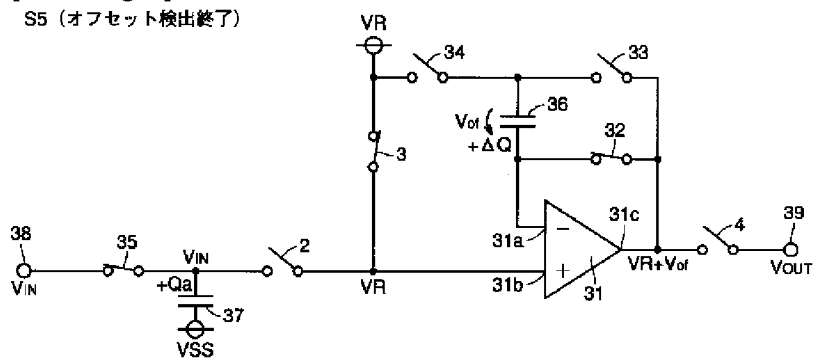 S5（オフセット検出終了）
VR
34
33
36
Vof
+ΔQ
32
3
38
35
VIN
2
31a
31c
4
39
VIN
+Qa
37
VSS
VR
31b
31
VR+Vof
VOUT
−
+